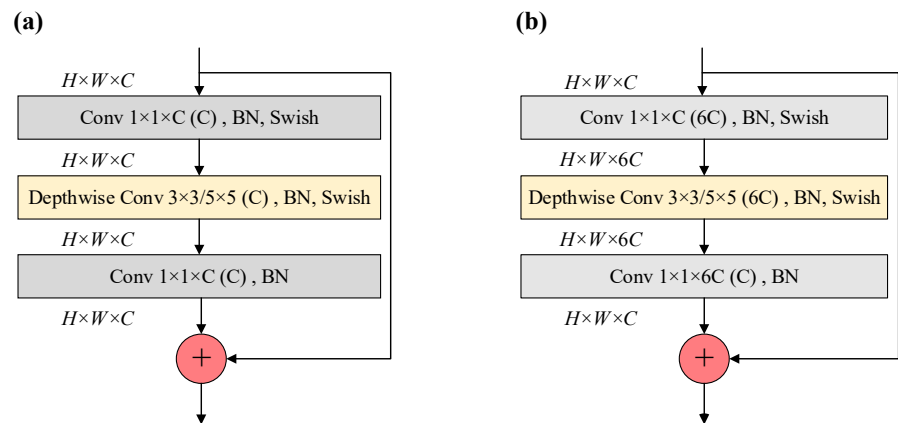 (a)
H×W×C
Conv 1×1×C (C) , BN, Swish
H×W×C
Depthwise Conv 3×3/5×5 (C) , BN, Swish
H×W×C
Conv 1×1×C (C) , BN
H×W×C
+
(b)
H×W×C
Conv 1×1×C (6C) , BN, Swish
H×W×6C
Depthwise Conv 3×3/5×5 (6C) , BN, Swish
H×W×6C
Conv 1×1×6C (C) , BN
H×W×C
+